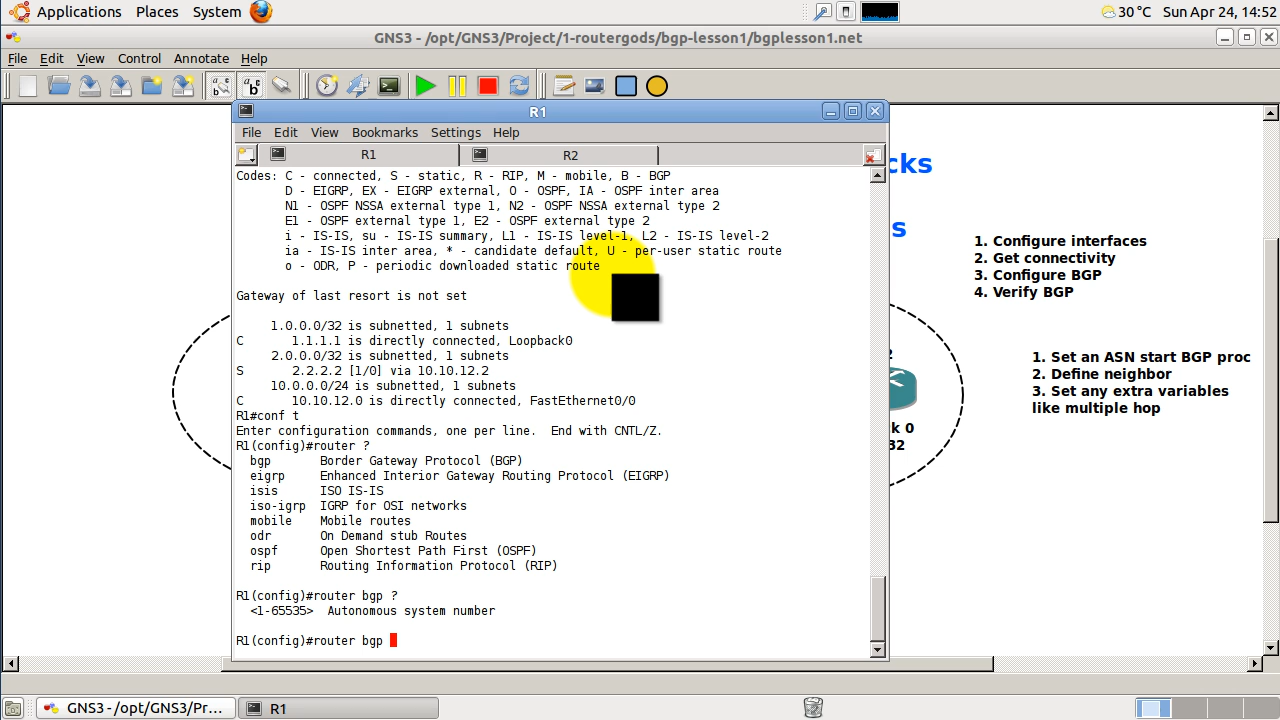 Applications Places System
30 °C Sun Apr 24, 14:52
GNS3 - /opt/GNS3/Project/1-routergods/bgp-lesson1/bgplesson1.net
File Edit View Control Annotate Help
R1
File Edit View Bookmarks Settings Help
R1 R2
Codes: C - connected, S - static, R - RIP, M - mobile, B - BGP
D - EIGRP, EX - EIGRP external, O - OSPF, IA - OSPF inter area
N1 - OSPF NSSA external type 1, N2 - OSPF NSSA external type 2
E1 - OSPF external type 1, E2 - OSPF external type 2
i - IS-IS, su - IS-IS summary, L1 - IS-IS level-1, L2 - IS-IS level-2
ia - IS-IS inter area, * - candidate default, U - per-user static route
o - ODR, P - periodic downloaded static route
Gateway of last resort is not set
1.0.0.0/32 is subnetted, 1 subnets
C 1.1.1.1 is directly connected, Loopback0
2.0.0.0/32 is subnetted, 1 subnets
S 2.2.2.2 [1/0] via 10.10.12.2
10.0.0.0/24 is subnetted, 1 subnets
C 10.10.12.0 is directly connected, FastEthernet0/0
R1#conf t
Enter configuration commands, one per line. End with CNTL/Z.
R1(config)#router ?
bgp Border Gateway Protocol (BGP)
eigrp Enhanced Interior Gateway Routing Protocol (EIGRP)
isis ISO IS-IS
iso-igrp IGRP for OSI networks
mobile Mobile routes
odr On Demand stub Routes
ospf Open Shortest Path First (OSPF)
rip Routing Information Protocol (RIP)
R1(config)#router bgp ?
<1-65535> Autonomous system number
R1(config)#router bgp
cks
s
1. Configure interfaces
2. Get connectivity
3. Configure BGP
4. Verify BGP
2
k 0
32
1. Set an ASN start BGP proc
2. Define neighbor
3. Set any extra variables
like multiple hop
GNS3 - /opt/GNS3/Pr...
R1